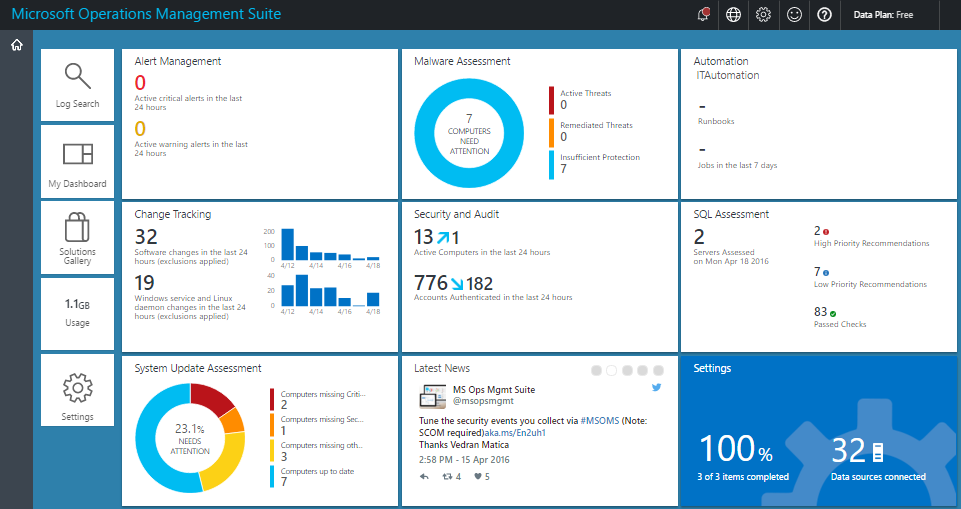 Microsoft Operations Management Suite
Data Plan: Free
Log Search
My Dashboard
Solutions
Gallery
1.1GB
Usage
Settings
Alert Management
0
Active critical alerts in the last
24 hours
0
Active warning alerts in the last
24 hours
Malware Assessment
7
COMPUTERS
NEED
ATTENTION
Active Threats
0
Remediated Threats
0
Insufficient Protection
7
Automation
ITAutomation
-
Runbooks
-
Jobs in the last 7 days
Change Tracking
32
Software changes in the last 24
hours (exclusions applied)
200
100
0
4/12 4/14 4/16 4/18
19
Windows service and Linux
daemon changes in the last 24
hours (exclusions applied)
40
20
0
4/12 4/14 4/16 4/18
Security and Audit
13 1
Active Computers in the last 24 hours
776 182
Accounts Authenticated in the last 24 hours
SQL Assessment
2
Servers Assessed
on Mon Apr 18 2016
2
High Priority Recommendations
7
Low Priority Recommendations
83
Passed Checks
System Update Assessment
23.1%
NEEDS
ATTENTION
Computers missing Criti...
2
Computers missing Sec...
1
Computers missing oth...
3
Computers up to date
7
Latest News
MS Ops Mgmt Suite
@msopsmgmt
Tune the security events you collect via #MSOMS (Note:
SCOM required)aka.ms/En2uh1
Thanks Vedran Matica
2:58 PM - 15 Apr 2016
4 5
Settings
100%
3 of 3 items completed
32
Data sources connected